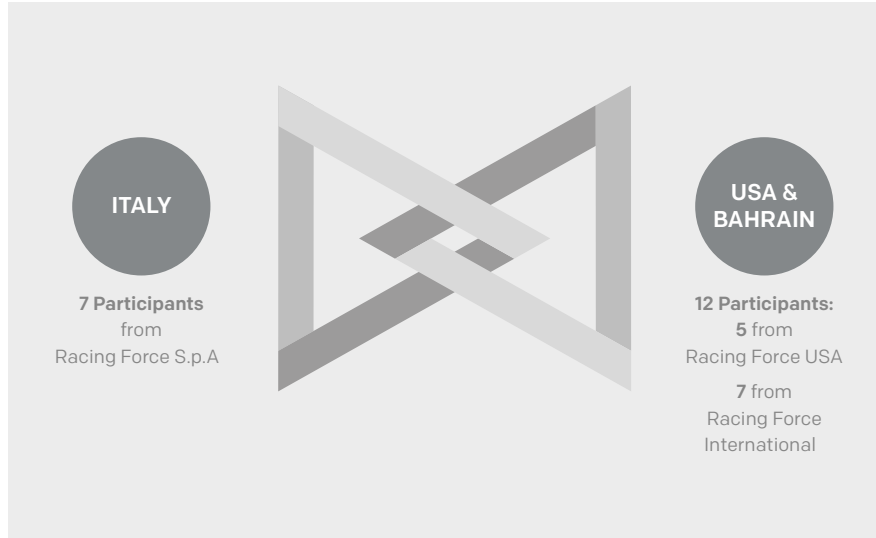 ITALY
7 Participants
from
Racing Force S.p.A
USA &
BAHRAIN
12 Participants:
5 from
Racing Force USA
7 from
Racing Force
International